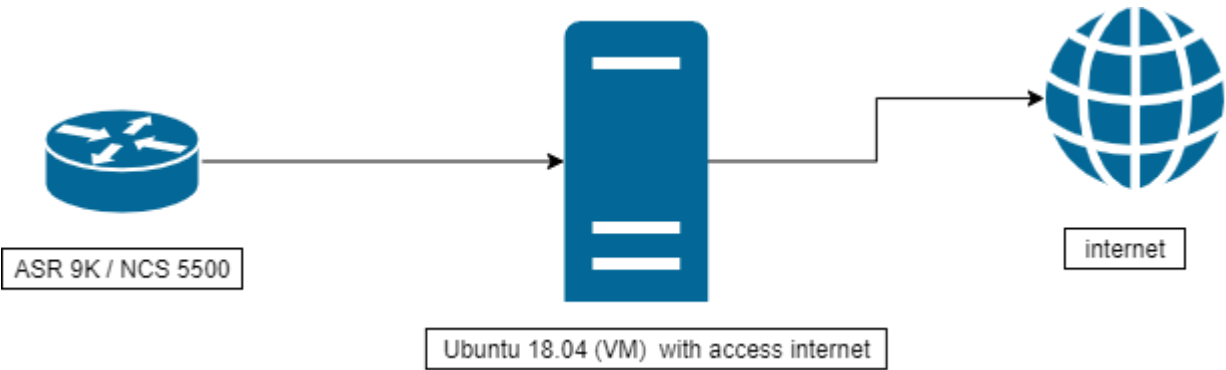 ASR 9K / NCS 5500
Ubuntu 18.04 (VM)  with access internet
internet